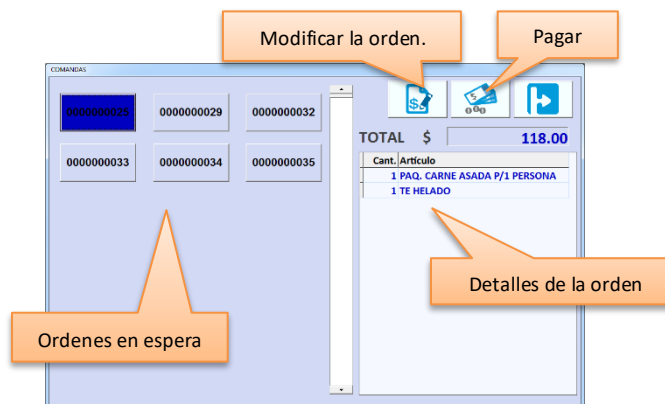 Modificar la orden.
Pagar
COMANDAS
0000000029
0000000032
0000000033
0000000034
0000000035
TOTAL $ 118.00
Cant. Artículo
1 PAQ. CARNE ASADA P/1 PERSONA
1 TE HELADO
Detalles de la orden
Ordenes en espera